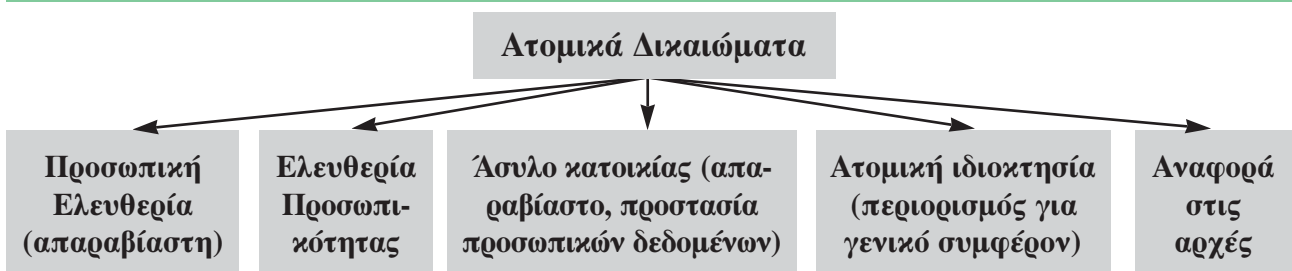 Ατομικά Δικαιώματα
Προσωπική
Ελευθερία
(απαραβίαστη)
Ελευθερία
Προσωπι-
κότητας
Άσυλο κατοικίας (απα-
ραβίαστο, προστασία
προσωπικών δεδομένων)
Ατομική ιδιοκτησία
(περιορισμός για
γενικό συμφέρον)
Αναφορά
στις
αρχές